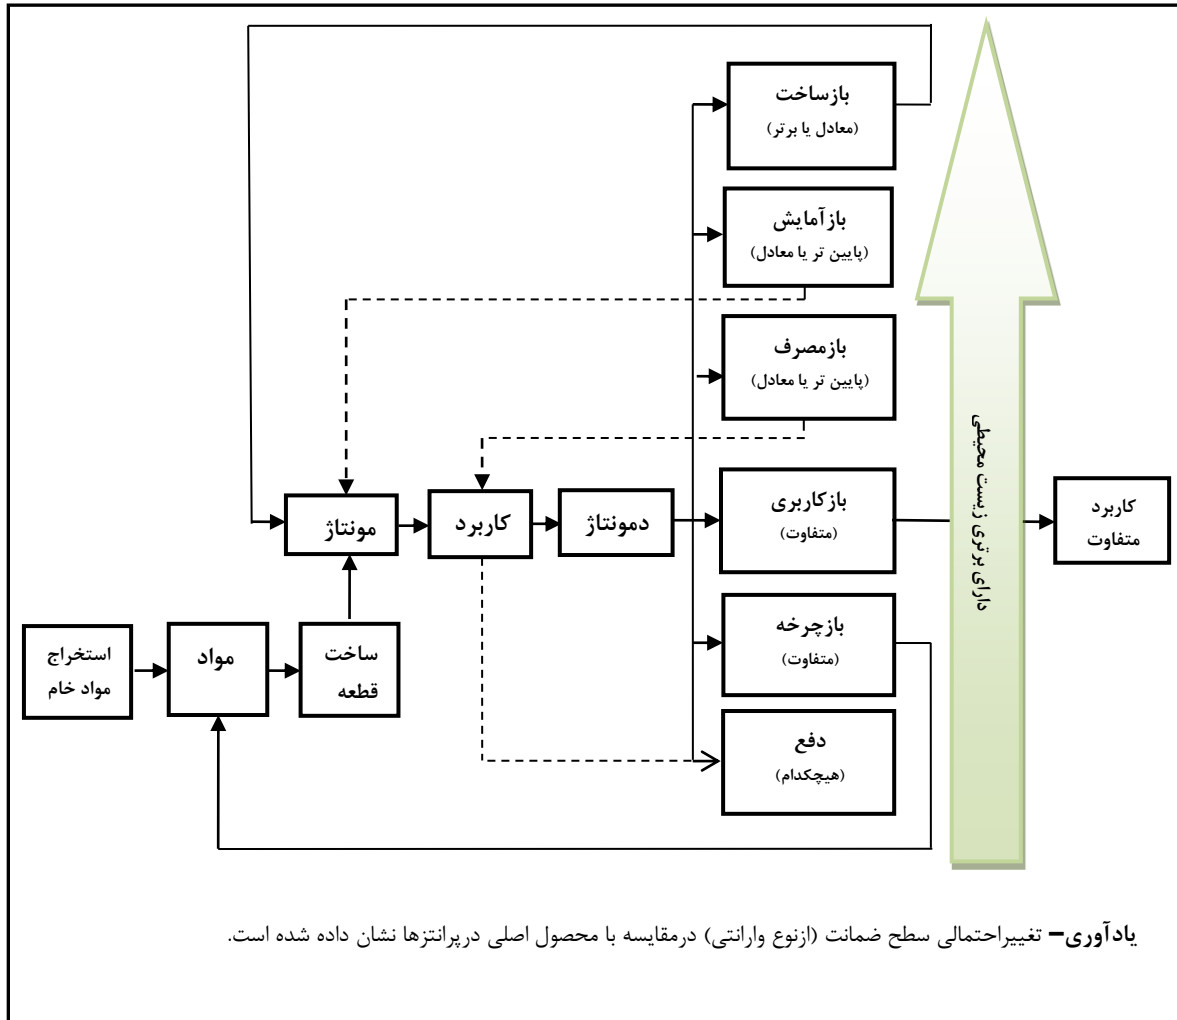 بازساخت
(معادل یا برتر)
بازآمایش
(پایین تر یا معادل)
بازمصرف
(پایین تر یا معادل)
بازکاربری
(متفاوت)
بازچرخه
(متفاوت)
دفع
(هیچکدام)
دمونتاژ
کاربرد
مونتاژ
ساخت
قطعه
مواد
استخراج
مواد خام
کاربرد
متفاوت
دارای برتری زیست محیطی
یادآوری– تغییراحتمالی سطح ضمانت (ازنوع وارانتی) درمقایسه با محصول اصلی درپرانتزها نشان داده شده است.